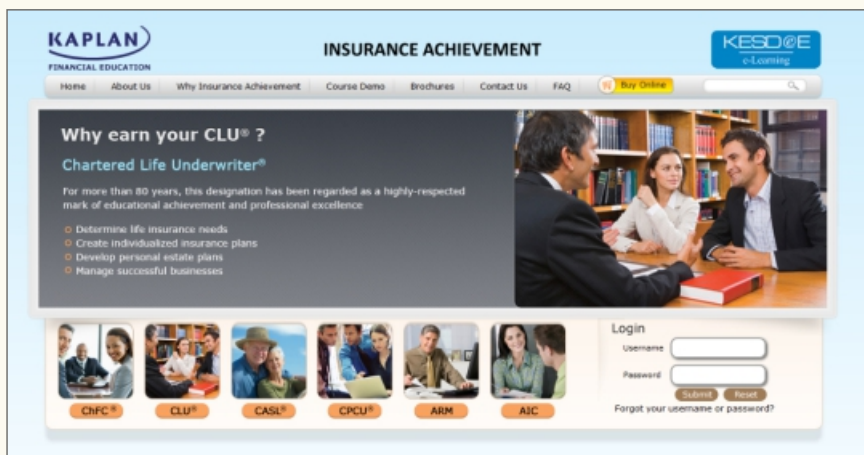 KAPLAN
FINANCIAL EDUCATION
INSURANCE ACHIEVEMENT
KESD@E
e-Learning
Home About Us Why Insurance Achievement Course Demo Brochures Contact Us FAQ Buy Online
Why earn your CLU® ?
Chartered Life Underwriter®
For more than 80 years, this designation has been regarded as a highly-respected
mark of educational achievement and professional excellence
Determine life insurance needs
Create individualized insurance plans
Develop personal estate plans
Manage successful businesses
ChFC® CLU® CASL® CPCU® ARM AIC
Login
Username
Password
Submit Reset
Forgot your username or password?